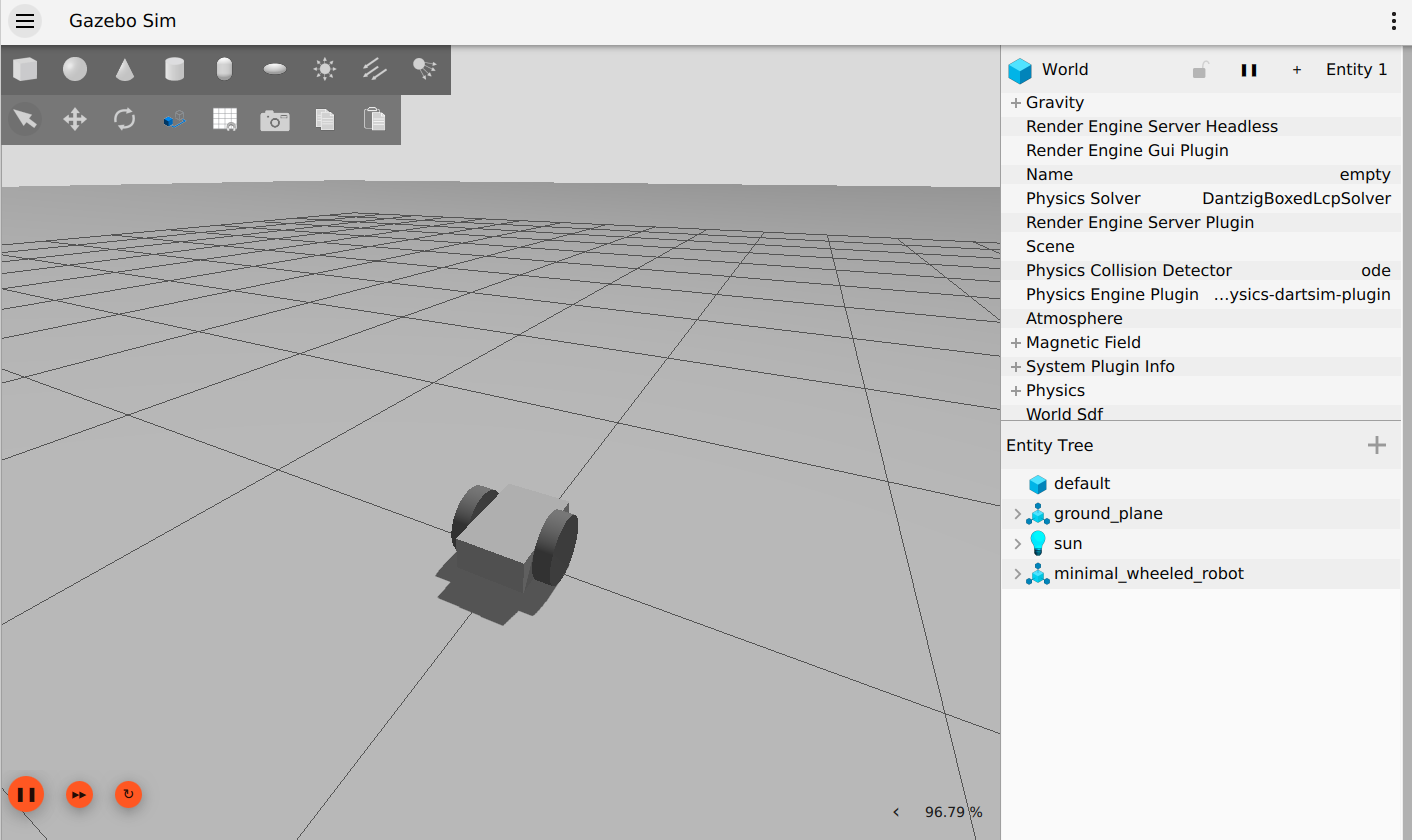 Gazebo Sim
World + Entity 1
+ Gravity
Render Engine Server Headless
Render Engine Gui Plugin
Name empty
Physics Solver DantzigBoxedLcpSolver
Render Engine Server Plugin
Scene
Physics Collision Detector ode
Physics Engine Plugin ...ysics-dartsim-plugin
Atmosphere
+ Magnetic Field
+ System Plugin Info
+ Physics
World Sdf
Entity Tree +
default
ground_plane
sun
minimal_wheeled_robot
< 96.79 %